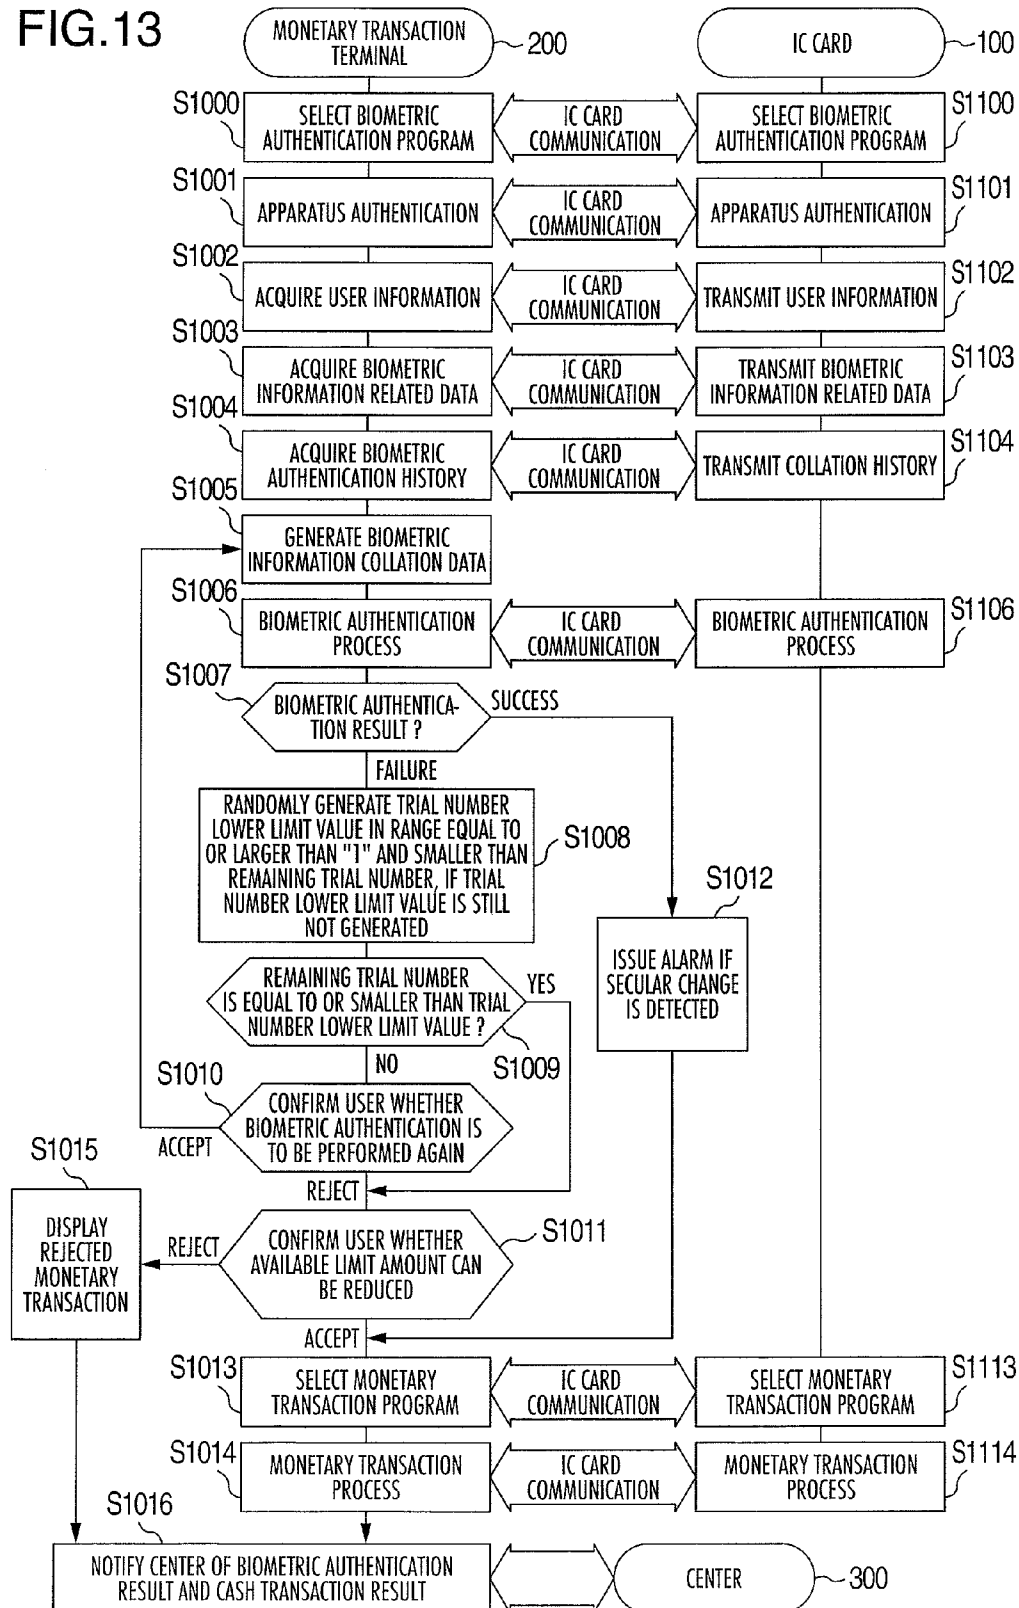 FIG.13
MONETARY TRANSACTION
TERMINAL
200
IC CARD
100
S1000
SELECT BIOMETRIC
AUTHENTICATION PROGRAM
IC CARD
COMMUNICATION
SELECT BIOMETRIC
AUTHENTICATION PROGRAM
S1100
S1001
APPARATUS AUTHENTICATION
IC CARD
COMMUNICATION
APPARATUS AUTHENTICATION
S1101
S1002
ACQUIRE USER INFORMATION
IC CARD
COMMUNICATION
TRANSMIT USER INFORMATION
S1102
S1003
ACQUIRE BIOMETRIC
INFORMATION RELATED DATA
IC CARD
COMMUNICATION
TRANSMIT BIOMETRIC
INFORMATION RELATED DATA
S1103
S1004
ACQUIRE BIOMETRIC
AUTHENTICATION HISTORY
IC CARD
COMMUNICATION
TRANSMIT COLLATION HISTORY
S1104
S1005
GENERATE BIOMETRIC
INFORMATION COLLATION DATA
S1006
BIOMETRIC AUTHENTICATION
PROCESS
IC CARD
COMMUNICATION
BIOMETRIC AUTHENTICATION
PROCESS
S1106
S1007
BIOMETRIC AUTHENTICA-
TION RESULT ?
SUCCESS
FAILURE
RANDOMLY GENERATE TRIAL NUMBER
LOWER LIMIT VALUE IN RANGE EQUAL TO
OR LARGER THAN "1" AND SMALLER THAN
REMAINING TRIAL NUMBER, IF TRIAL
NUMBER LOWER LIMIT VALUE IS STILL
NOT GENERATED
S1008
S1012
ISSUE ALARM IF
SECULAR CHANGE
IS DETECTED
REMAINING TRIAL NUMBER
IS EQUAL TO OR SMALLER THAN TRIAL
NUMBER LOWER LIMIT VALUE ?
YES
S1009
NO
S1010
CONFIRM USER WHETHER
BIOMETRIC AUTHENTICATION IS
TO BE PERFORMED AGAIN
ACCEPT
REJECT
S1015
DISPLAY
REJECTED
MONETARY
TRANSACTION
REJECT
CONFIRM USER WHETHER
AVAILABLE LIMIT AMOUNT CAN
BE REDUCED
S1011
ACCEPT
S1013
SELECT MONETARY
TRANSACTION PROGRAM
IC CARD
COMMUNICATION
SELECT MONETARY
TRANSACTION PROGRAM
S1113
S1014
MONETARY TRANSACTION
PROCESS
IC CARD
COMMUNICATION
MONETARY TRANSACTION
PROCESS
S1114
S1016
NOTIFY CENTER OF BIOMETRIC AUTHENTICATION
RESULT AND CASH TRANSACTION RESULT
CENTER
300